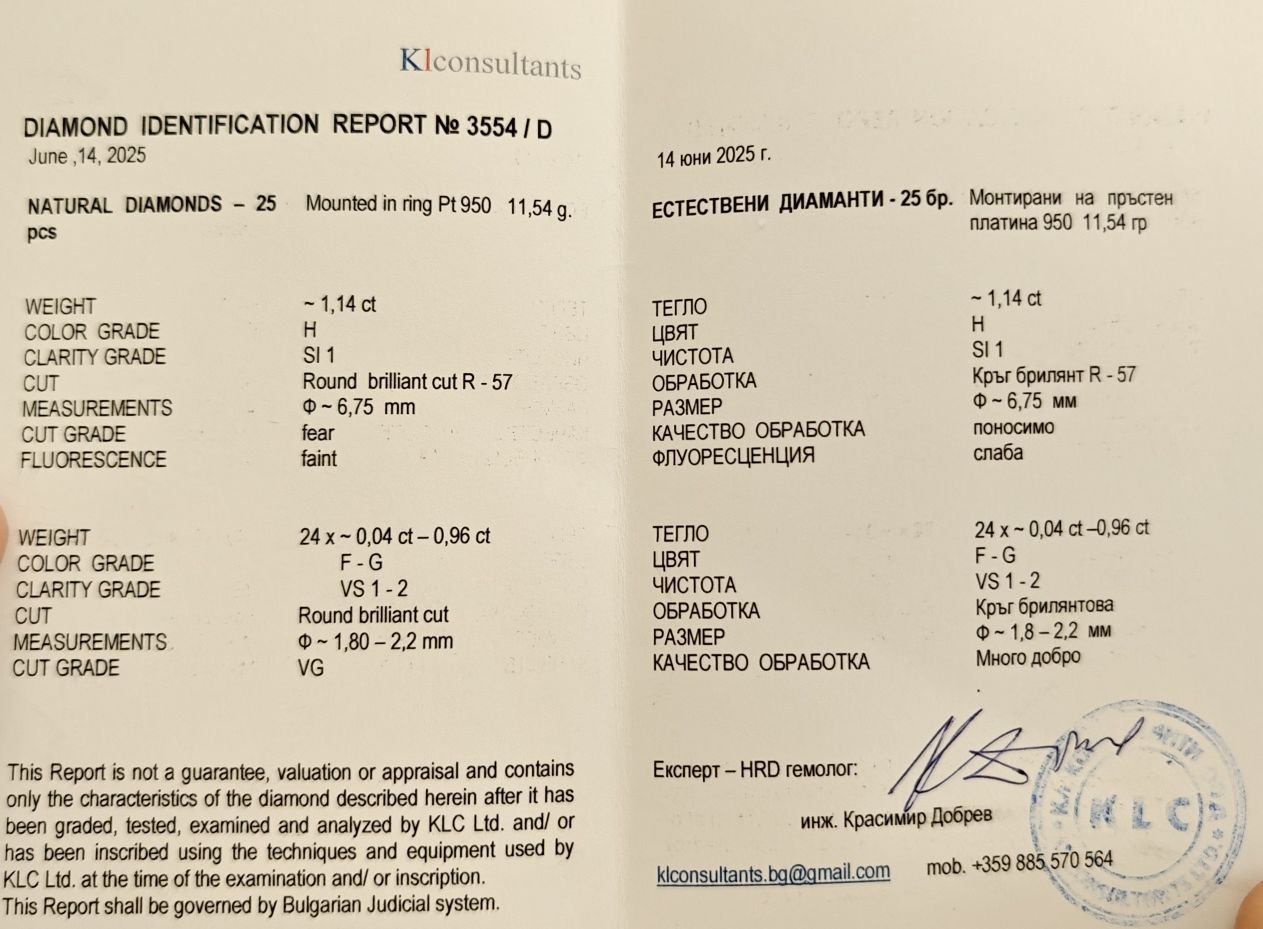 Klconsultants
DIAMOND IDENTIFICATION REPORT № 3554 / D
June ,14, 2025
NATURAL DIAMONDS – 25 pcs
Mounted in ring Pt 950 11,54 g.
WEIGHT ~ 1,14 ct
COLOR GRADE H
CLARITY GRADE SI 1
CUT Round brilliant cut R - 57
MEASUREMENTS Φ ~ 6,75 mm
CUT GRADE fear
FLUORESCENCE faint
WEIGHT 24 x ~ 0,04 ct – 0,96 ct
COLOR GRADE F - G
CLARITY GRADE VS 1 - 2
CUT Round brilliant cut
MEASUREMENTS Φ ~ 1,80 – 2,2 mm
CUT GRADE VG
This Report is not a guarantee, valuation or appraisal and contains
only the characteristics of the diamond described herein after it has
been graded, tested, examined and analyzed by KLC Ltd. and/ or
has been inscribed using the techniques and equipment used by
KLC Ltd. at the time of the examination and/ or inscription.
This Report shall be governed by Bulgarian Judicial system.
14 юни 2025 г.
ЕСТЕСТВЕНИ ДИАМАНТИ - 25 бр.
Монтирани на пръстен
платина 950 11,54 гр
ТЕГЛО ~ 1,14 ct
ЦВЯТ H
ЧИСТОТА SI 1
ОБРАБОТКА Кръг брилянт R - 57
РАЗМЕР Φ ~ 6,75 мм
КАЧЕСТВО ОБРАБОТКА поносимо
ФЛУОРЕСЦЕНЦИЯ слаба
ТЕГЛО 24 x ~ 0,04 ct –0,96 ct
ЦВЯТ F - G
ЧИСТОТА VS 1 - 2
ОБРАБОТКА Кръг брилянтова
РАЗМЕР Φ ~ 1,8 – 2,2 мм
КАЧЕСТВО ОБРАБОТКА Много добро
Експерт – HRD гемолог:
инж. Красимир Добрев
klconsultants.bg@gmail.com mob. +359 885 570 564
KLC